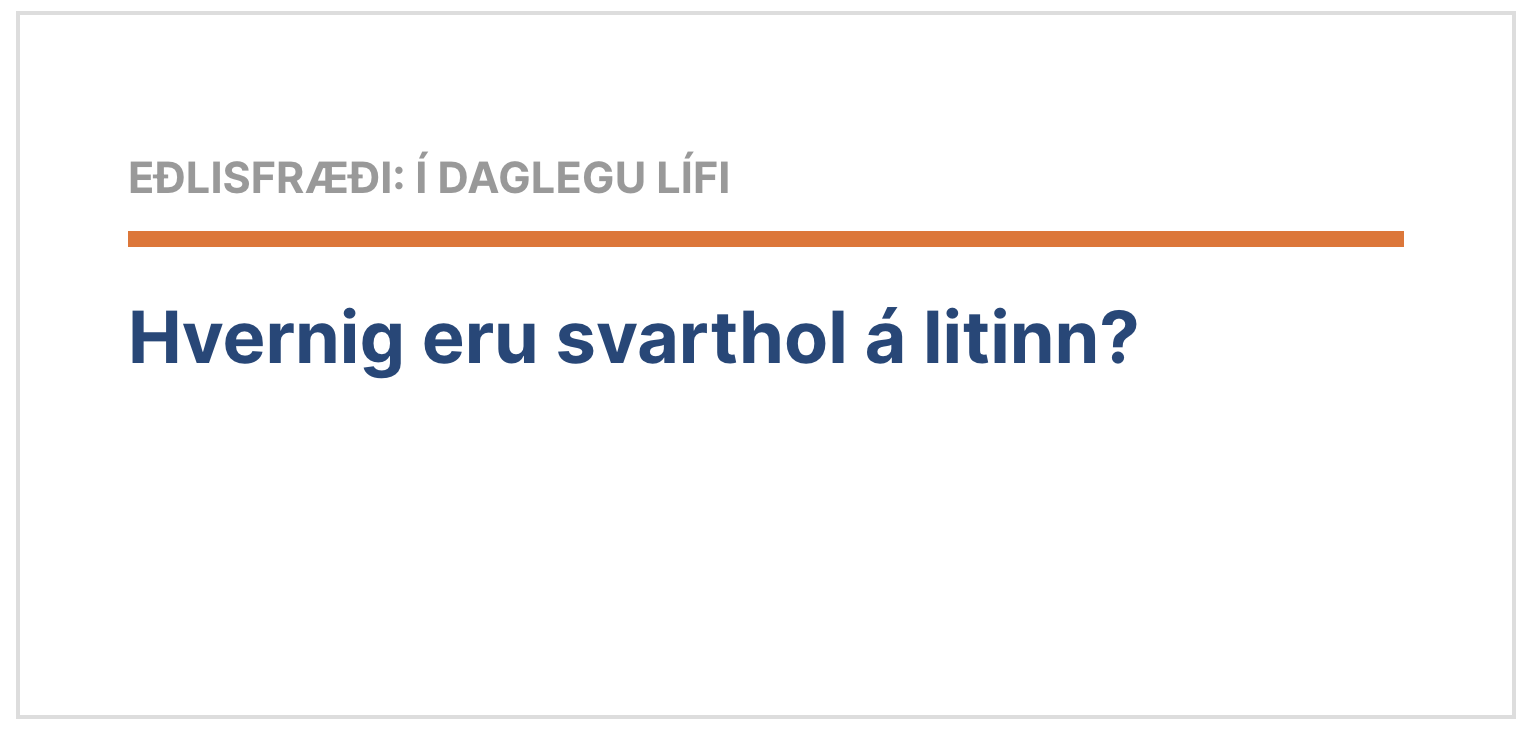 EÐLISFRÆÐI: Í DAGLEGU LÍFI
Hvernig eru svarthol á litinn?